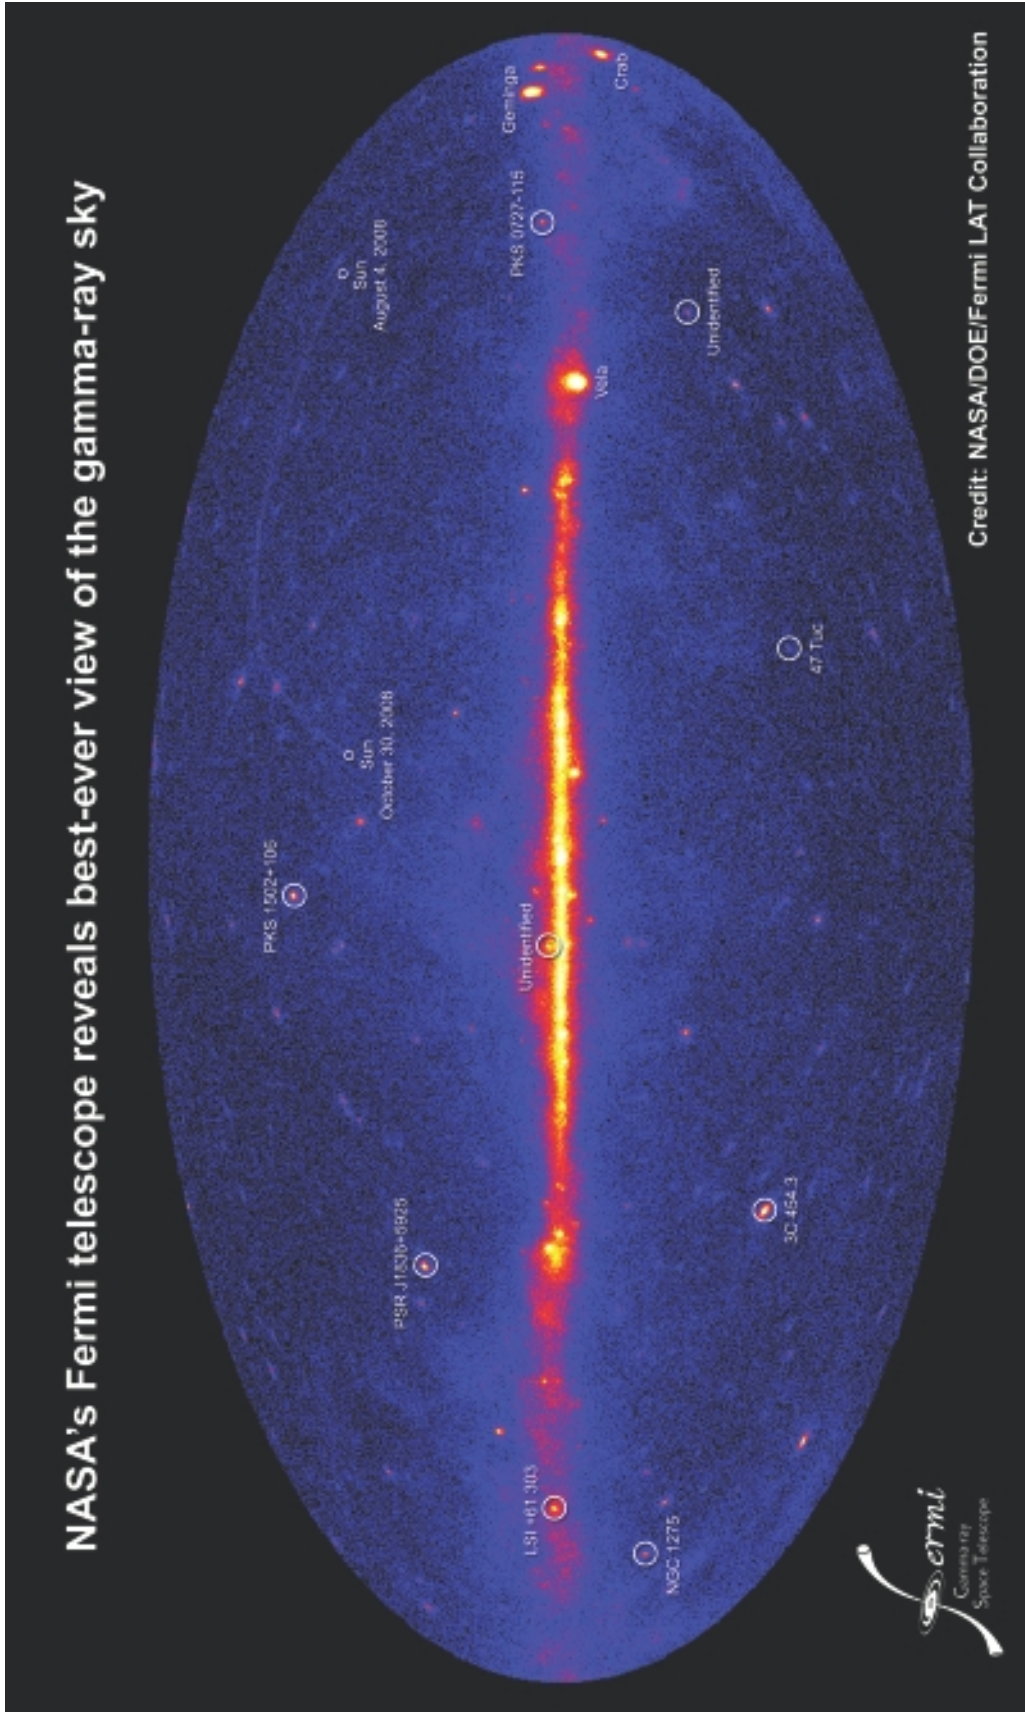 NASA's Fermi telescope reveals best-ever view of the gamma-ray sky
PKS 1502+106
Sun
August 4, 2008
Sun
October 30, 2008
PSR J1836+5925
Geminga
PKS 0727-115
Unidentified
LSI +61 303
Crab
Vela
NGC 1275
Unidentified
3C 454.3
47 Tuc
Fermi
Gamma-ray
Space Telescope
Credit: NASA/DOE/Fermi LAT Collaboration